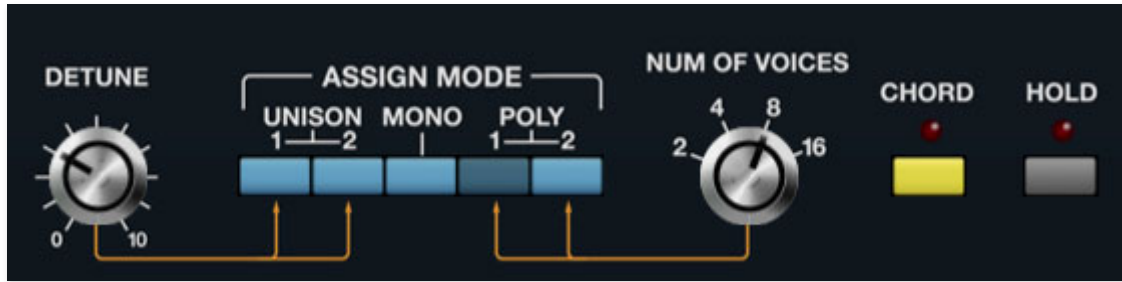 DETUNE
0 10
ASSIGN MODE
UNISON MONO POLY
1 2 1 2
NUM OF VOICES
2 4 8 16
CHORD
HOLD